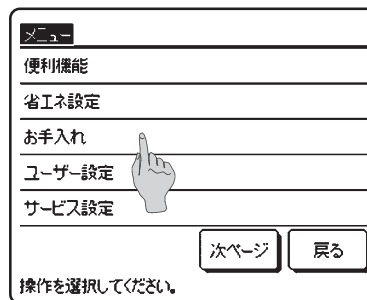 メニュー
便利機能
省エネ設定
お手入れ
ユーザー設定
サービス設定
次ページ 戻る
操作を選択してください。